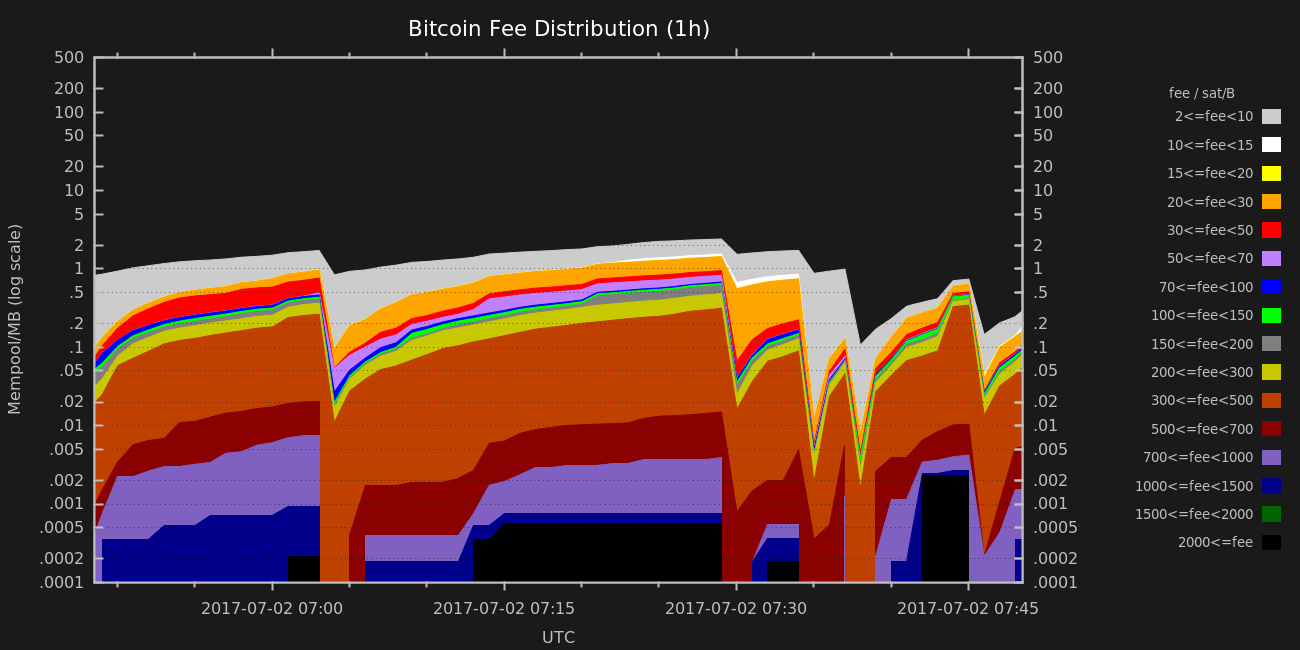 Bitcoin Fee Distribution (1h)
500
200
100
50
20
10
5
2
1
.5
.2
.1
.05
.02
.01
.005
.002
.001
.0005
.0002
.0001
Mempool/MB (log scale)
500
200
100
50
20
10
5
2
1
.5
.2
.1
.05
.02
.01
.005
.002
.001
.0005
.0002
.0001
2017-07-02 07:00
2017-07-02 07:15
2017-07-02 07:30
2017-07-02 07:45
UTC
fee / sat/B
2<=fee<10
10<=fee<15
15<=fee<20
20<=fee<30
30<=fee<50
50<=fee<70
70<=fee<100
100<=fee<150
150<=fee<200
200<=fee<300
300<=fee<500
500<=fee<700
700<=fee<1000
1000<=fee<1500
1500<=fee<2000
2000<=fee